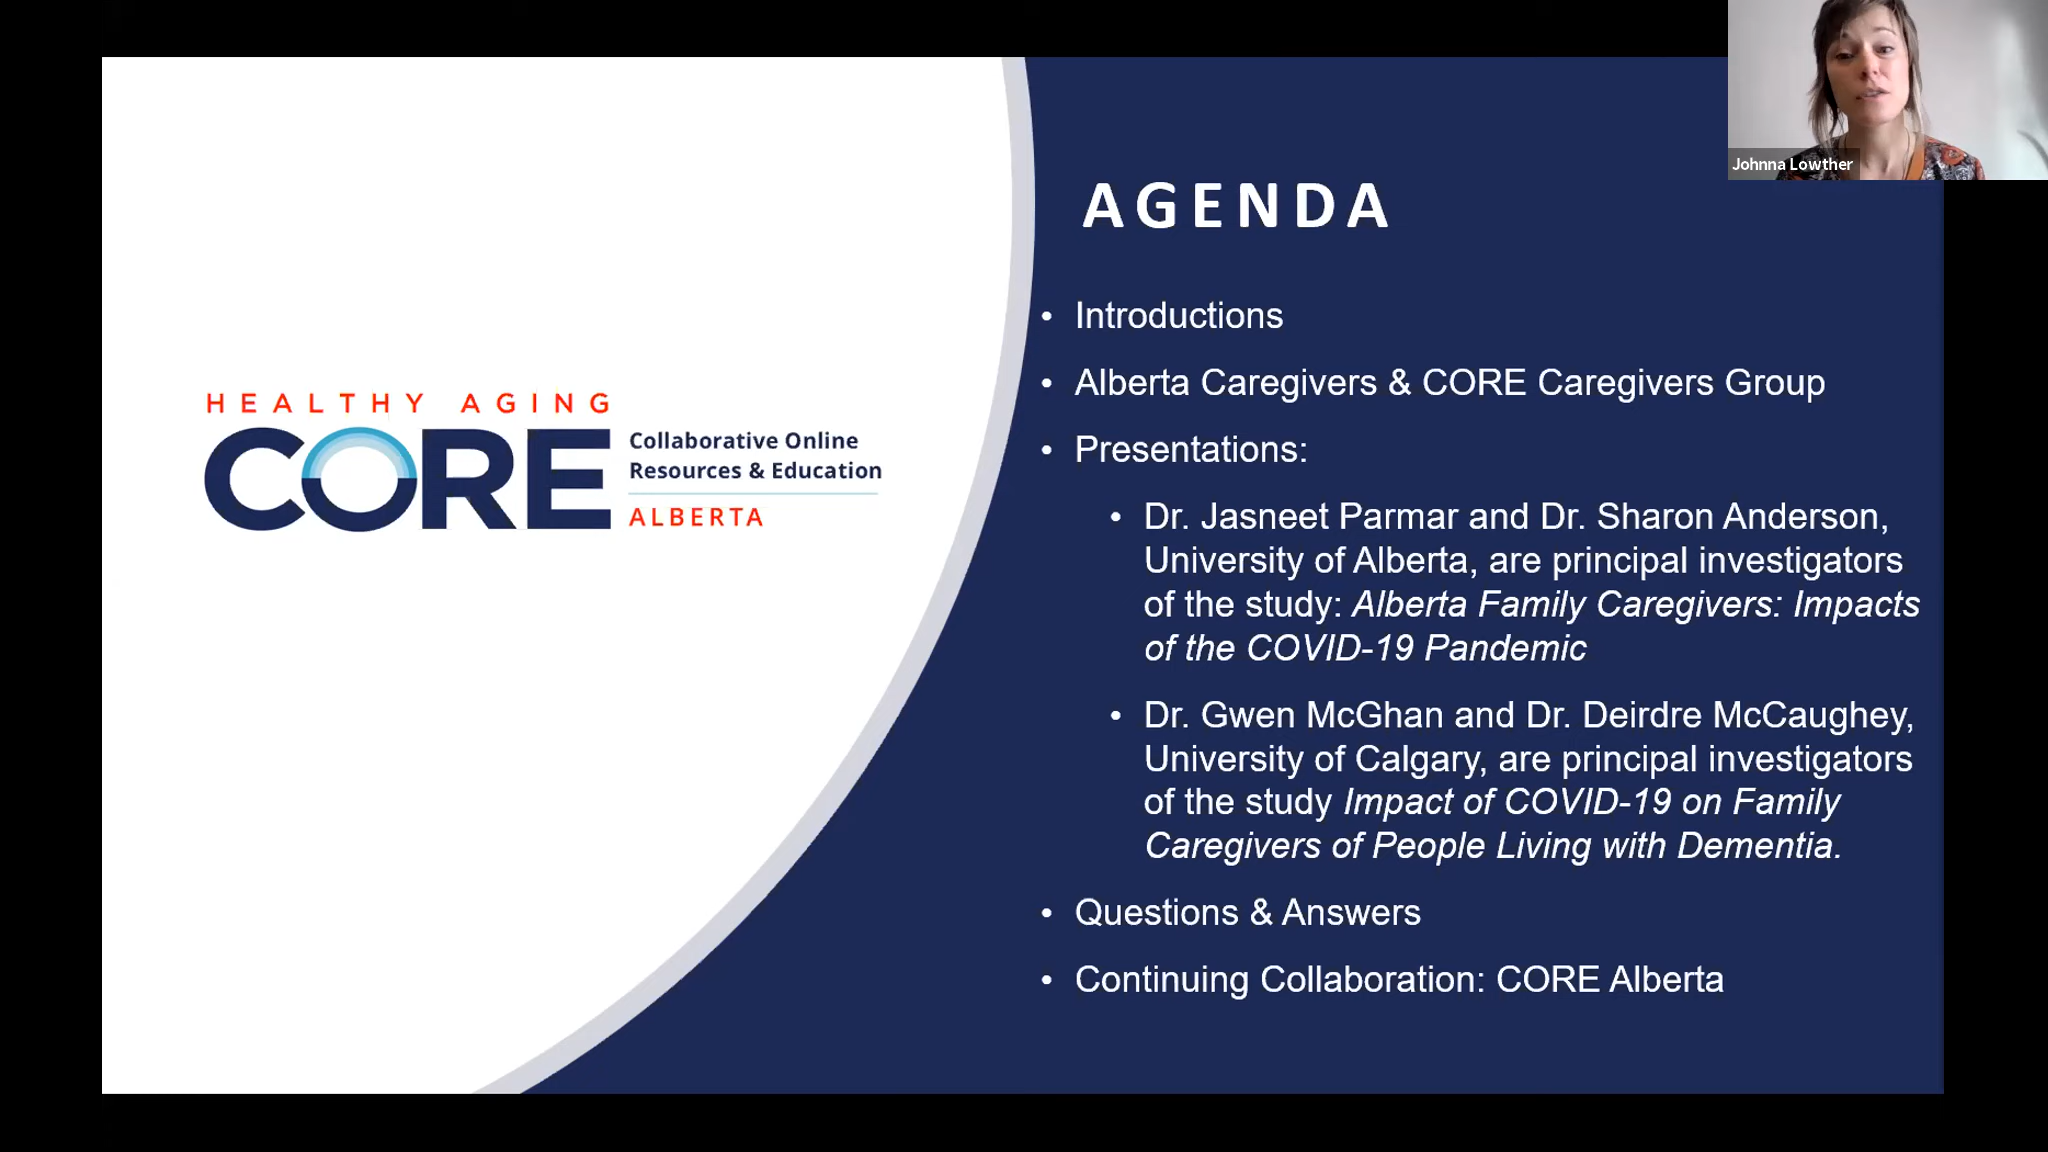 HEALTHY AGING
CORE
Collaborative Online
Resources & Education
ALBERTA
AGENDA
• Introductions
• Alberta Caregivers & CORE Caregivers Group
• Presentations:
• Dr. Jasneet Parmar and Dr. Sharon Anderson,
University of Alberta, are principal investigators
of the study: Alberta Family Caregivers: Impacts
of the COVID-19 Pandemic
• Dr. Gwen McGhan and Dr. Deirdre McCaughey,
University of Calgary, are principal investigators
of the study Impact of COVID-19 on Family
Caregivers of People Living with Dementia.
• Questions & Answers
• Continuing Collaboration: CORE Alberta
Johnna Lowther